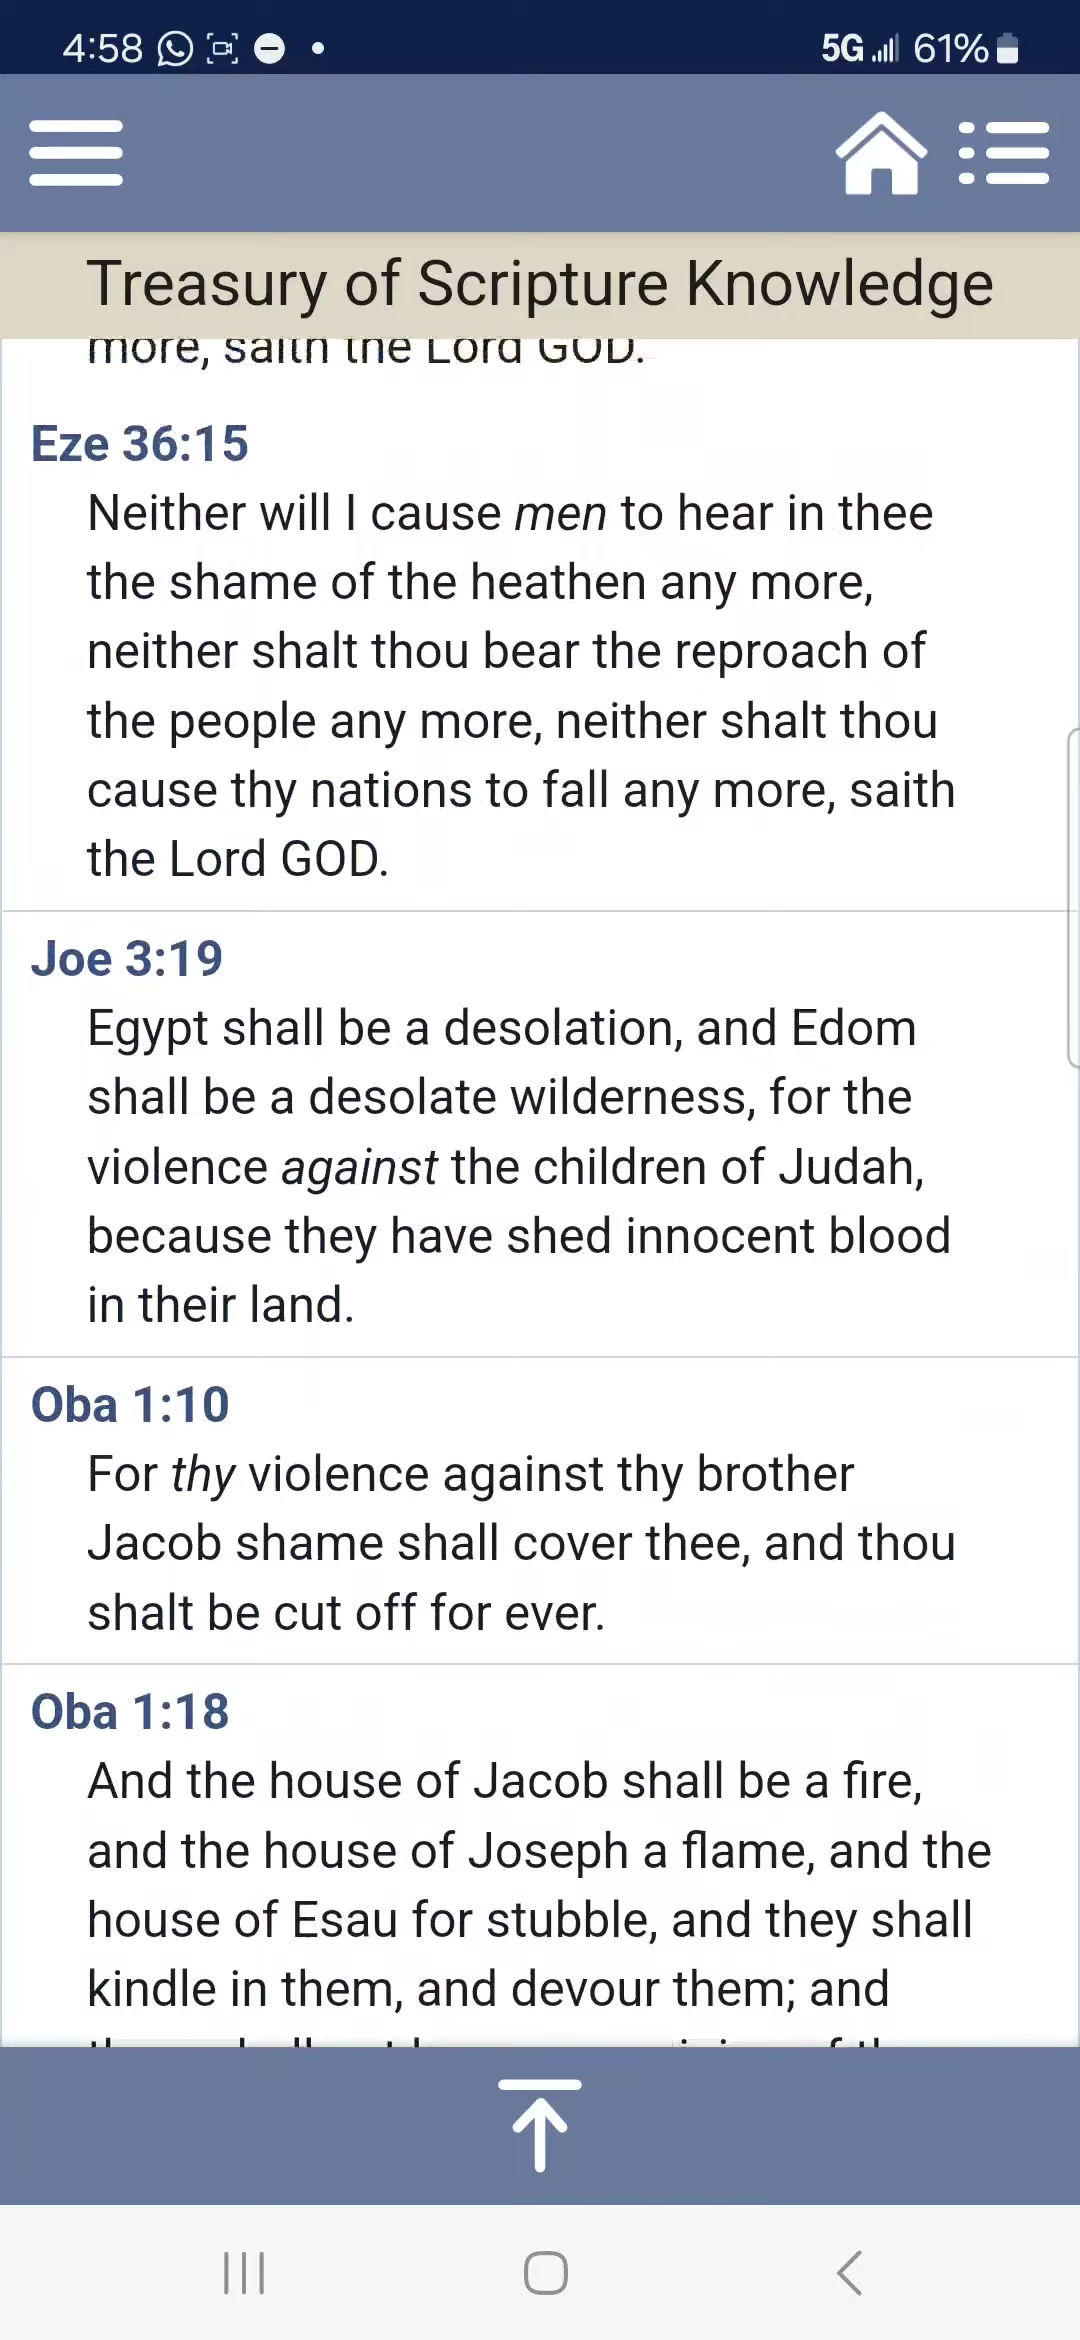 4:58
5G 61%
Treasury of Scripture Knowledge
more, saith the Lord GOD.
Eze 36:15
Neither will I cause men to hear in thee
the shame of the heathen any more,
neither shalt thou bear the reproach of
the people any more, neither shalt thou
cause thy nations to fall any more, saith
the Lord GOD.
Joe 3:19
Egypt shall be a desolation, and Edom
shall be a desolate wilderness, for the
violence against the children of Judah,
because they have shed innocent blood
in their land.
Oba 1:10
For thy violence against thy brother
Jacob shame shall cover thee, and thou
shalt be cut off for ever.
Oba 1:18
And the house of Jacob shall be a fire,
and the house of Joseph a flame, and the
house of Esau for stubble, and they shall
kindle in them, and devour them; and